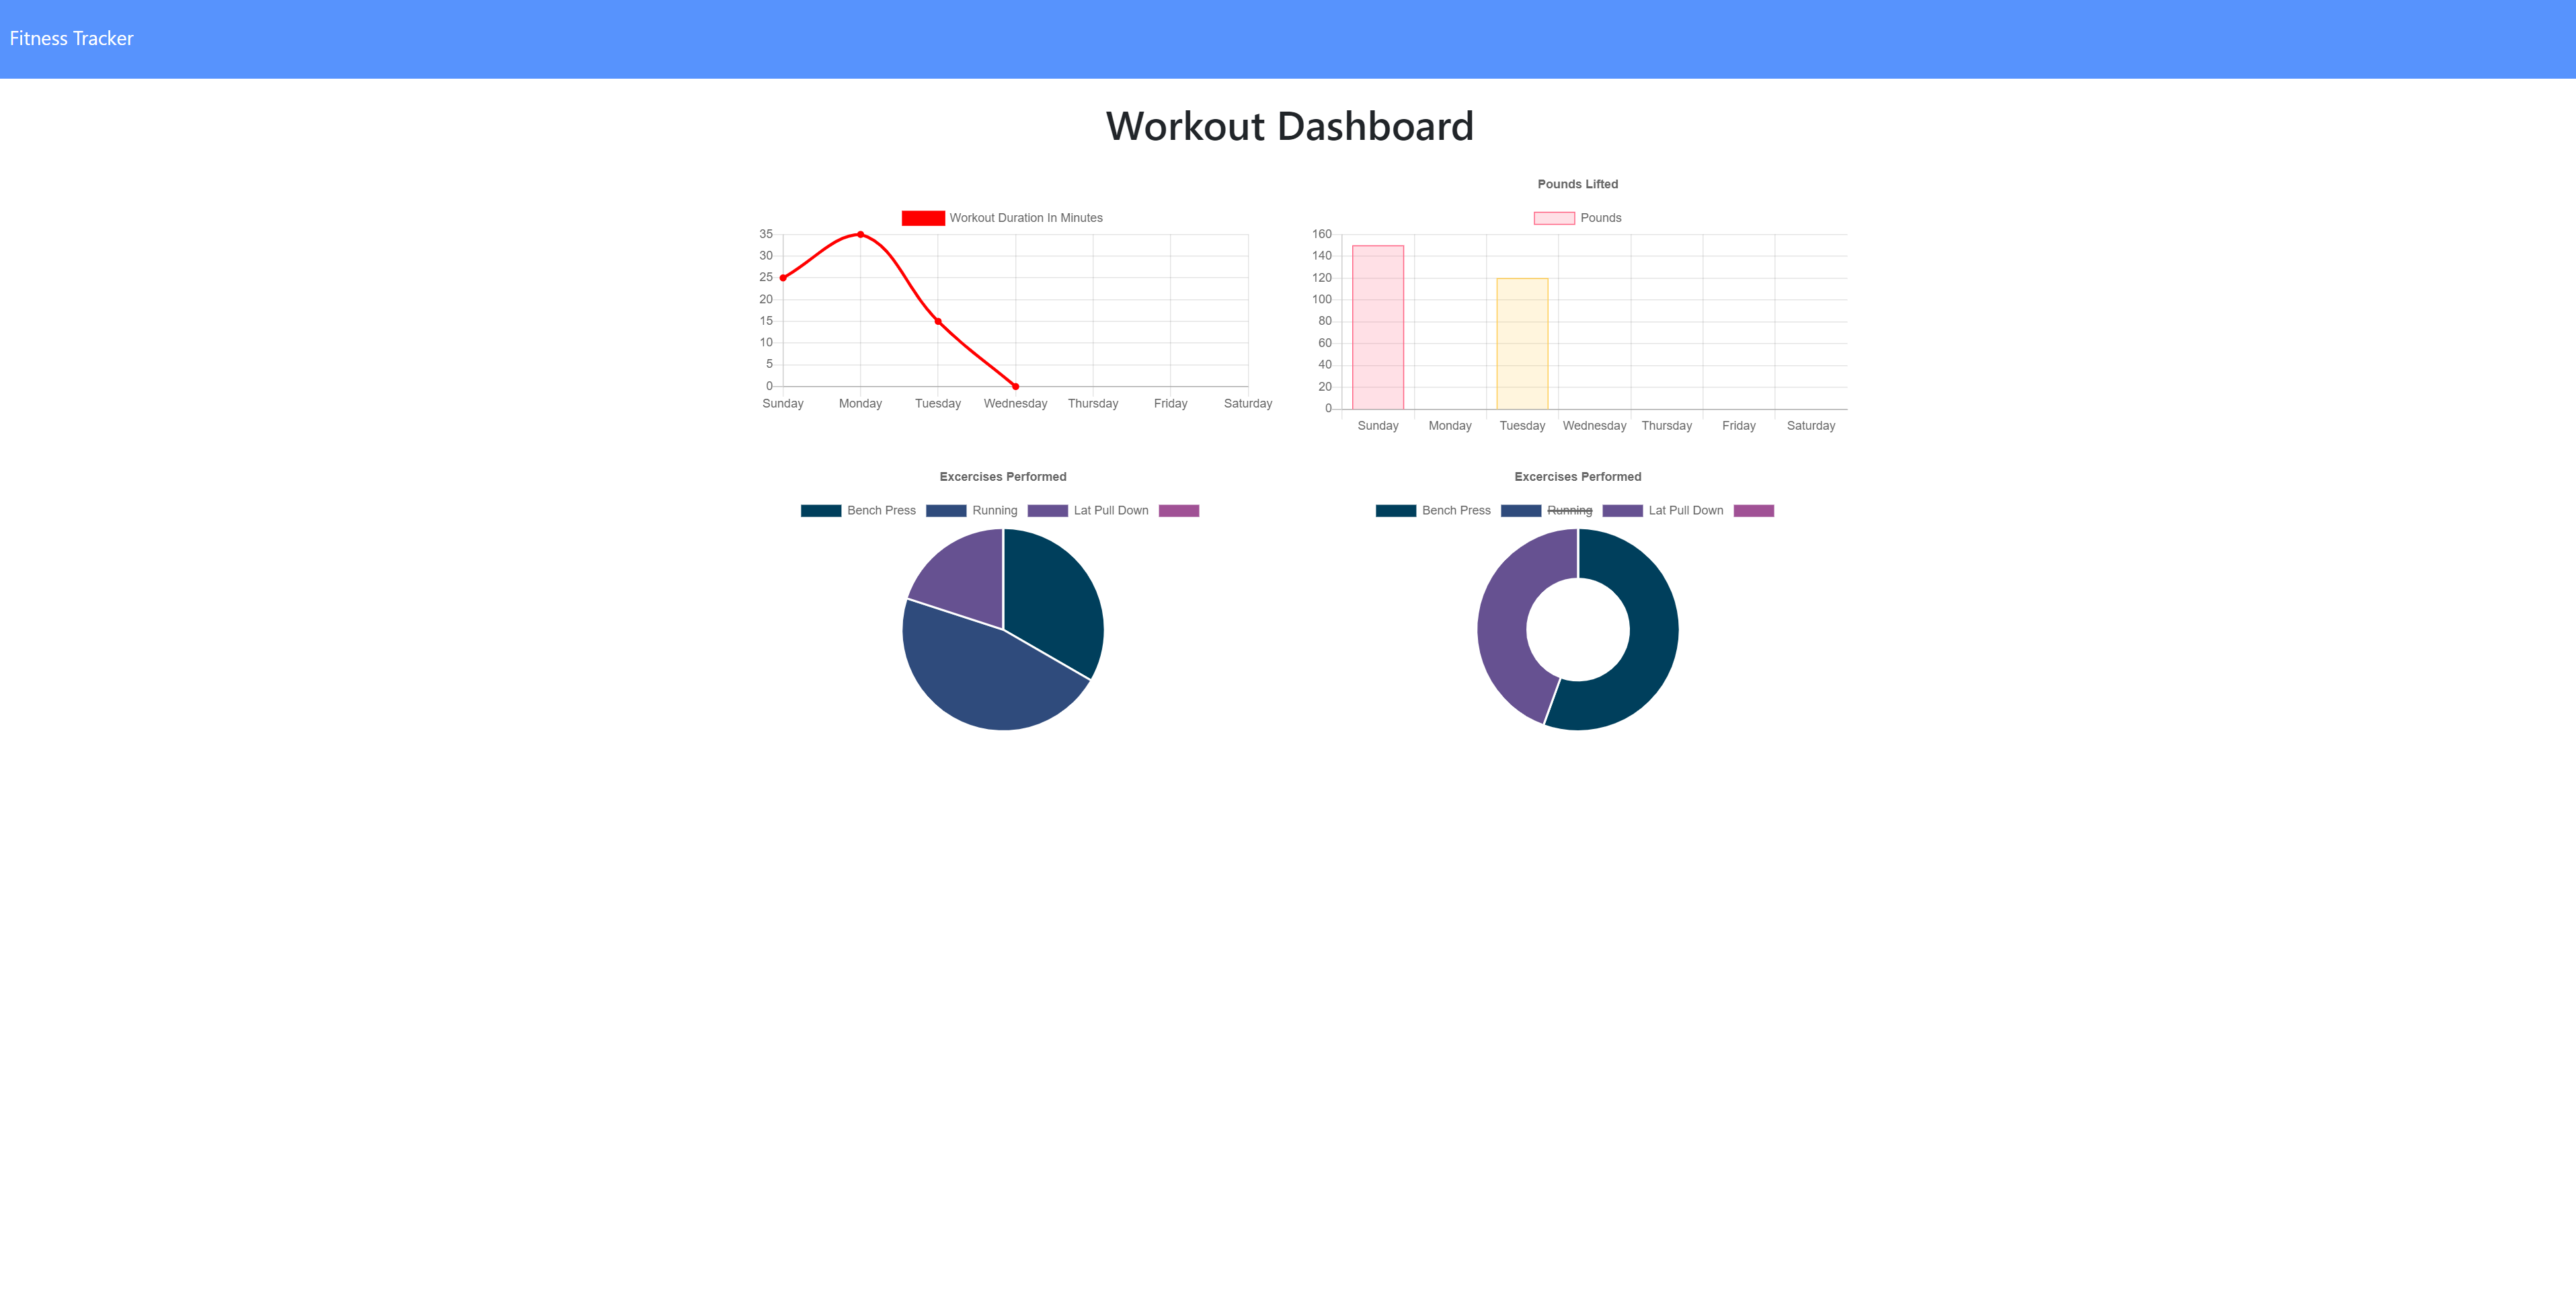 Fitness Tracker
Workout Dashboard
Workout Duration In Minutes
35
30
25
20
15
10
5
0
Sunday Monday Tuesday Wednesday Thursday Friday Saturday
Pounds Lifted
Pounds
160
140
120
100
80
60
40
20
0
Sunday Monday Tuesday Wednesday Thursday Friday Saturday
Excercises Performed
Bench Press Running Lat Pull Down
Excercises Performed
Bench Press Running Lat Pull Down